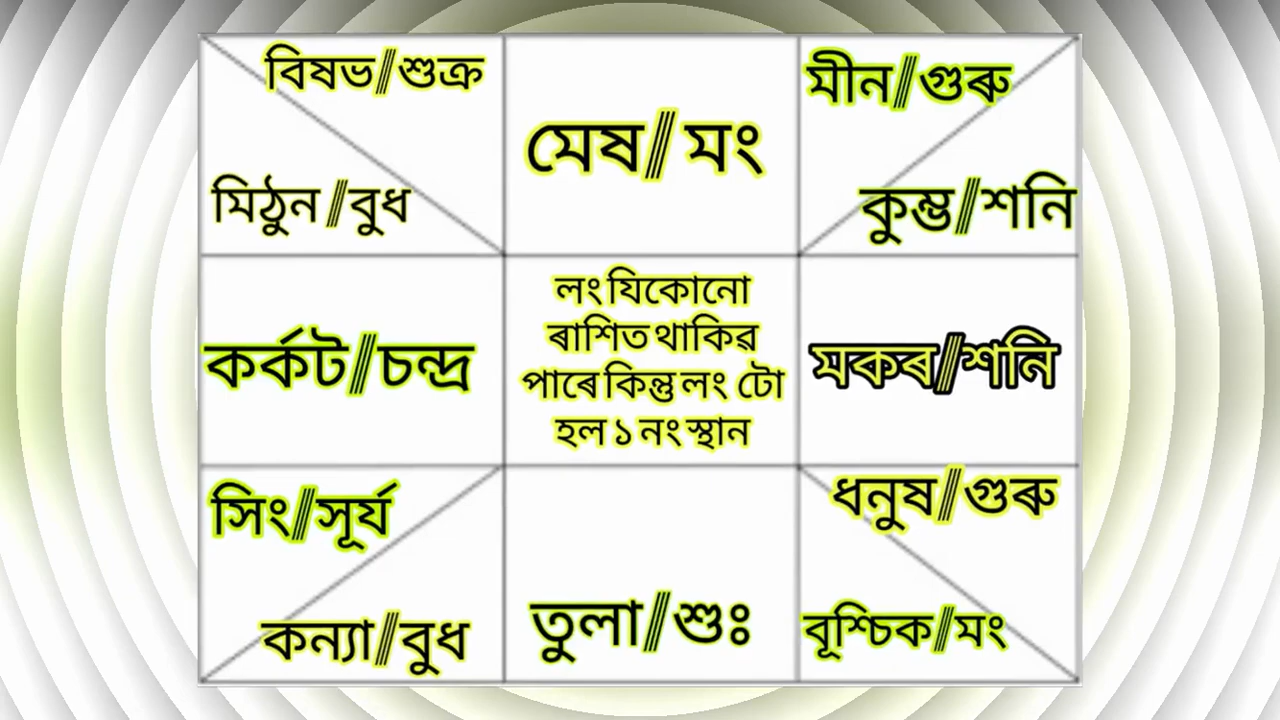 বিষভ//শুক্ৰ
মেষ// মং
মীন//গুৰু
মিঠুন //বুধ
কুম্ভ//শনি
কৰ্কট//চন্দ্ৰ
লং যিকোনো
ৰাশিত থাকিৱ
পাৰে কিন্তু লং টো
হল ১ নং স্থান
মকৰ//শনি
সিং//সূৰ্য
ধনুষ//গুৰু
কন্যা//বুধ
তুলা//শুঃ
বৃশ্চিক//মং